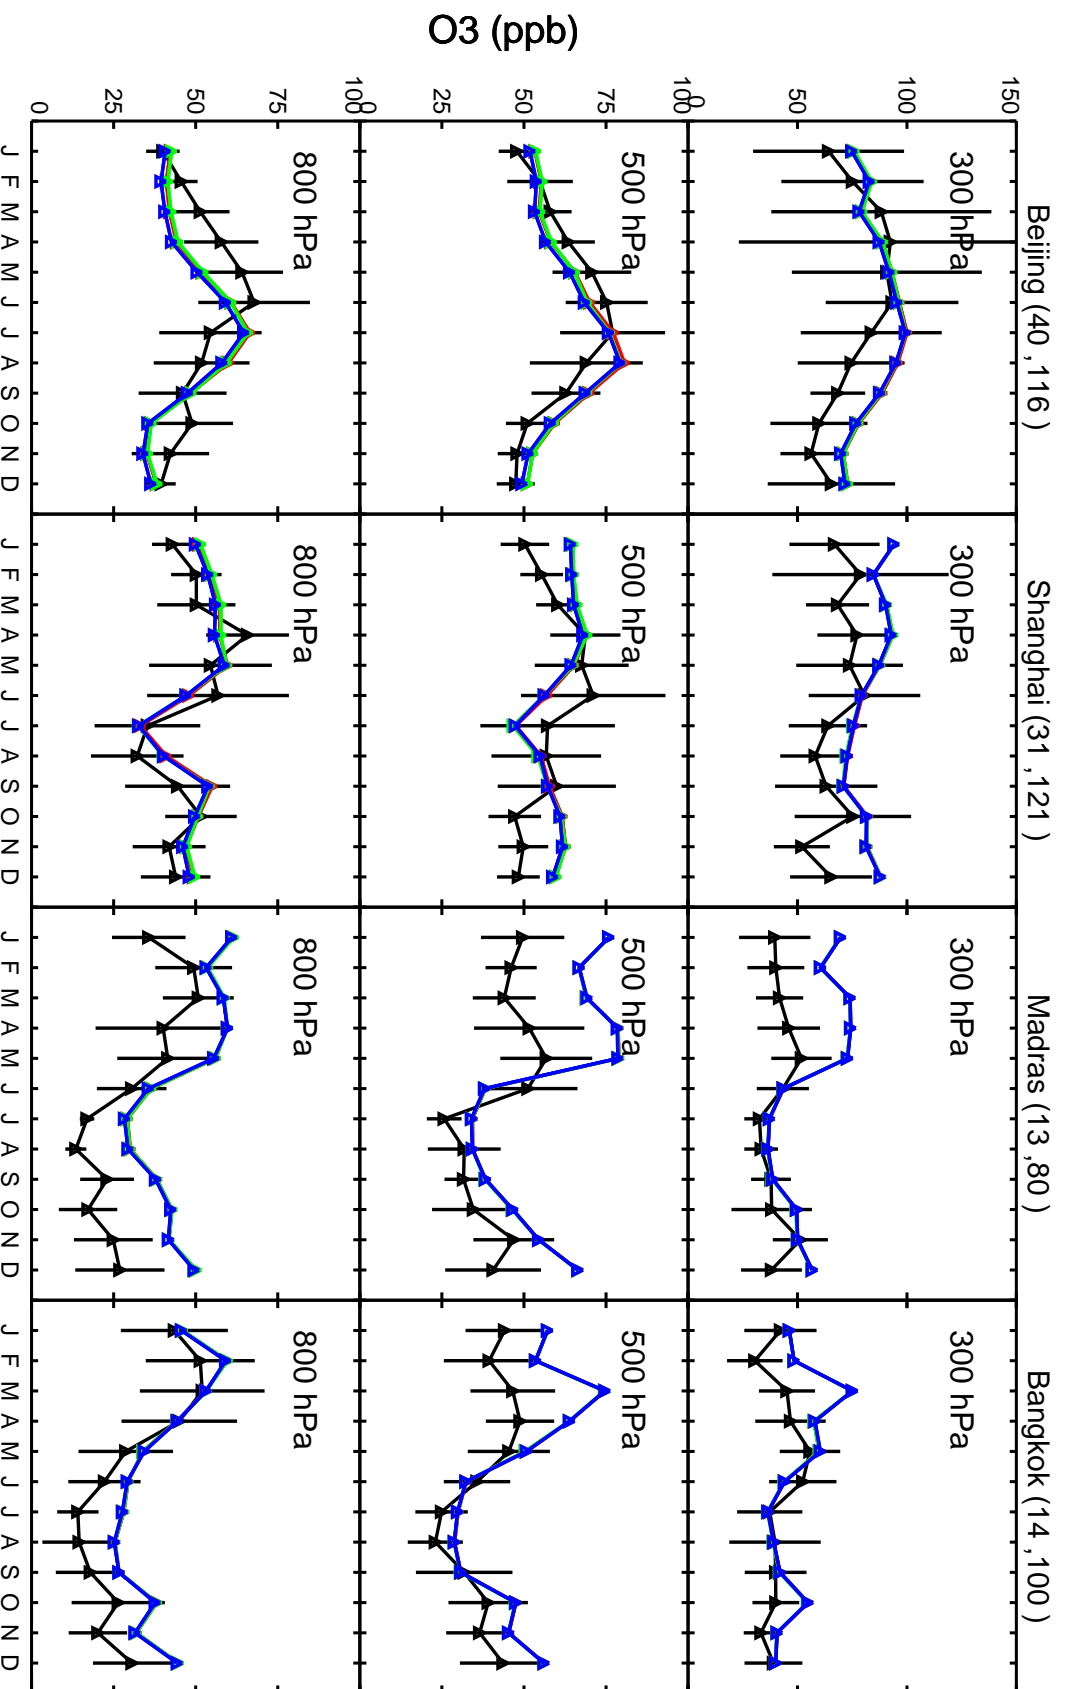 O3 (ppb)
Beijing (40 ,116 )
Shanghai (31 ,121 )
Madras (13 ,80 )
Bangkok (14 ,100 )
150
100
50
0
300 hPa
300 hPa
300 hPa
300 hPa
100
75
50
25
0
500 hPa
500 hPa
500 hPa
500 hPa
100
75
50
25
0
800 hPa
800 hPa
800 hPa
800 hPa
J F M A M J J A S O N D
J F M A M J J A S O N D
J F M A M J J A S O N D
J F M A M J J A S O N D